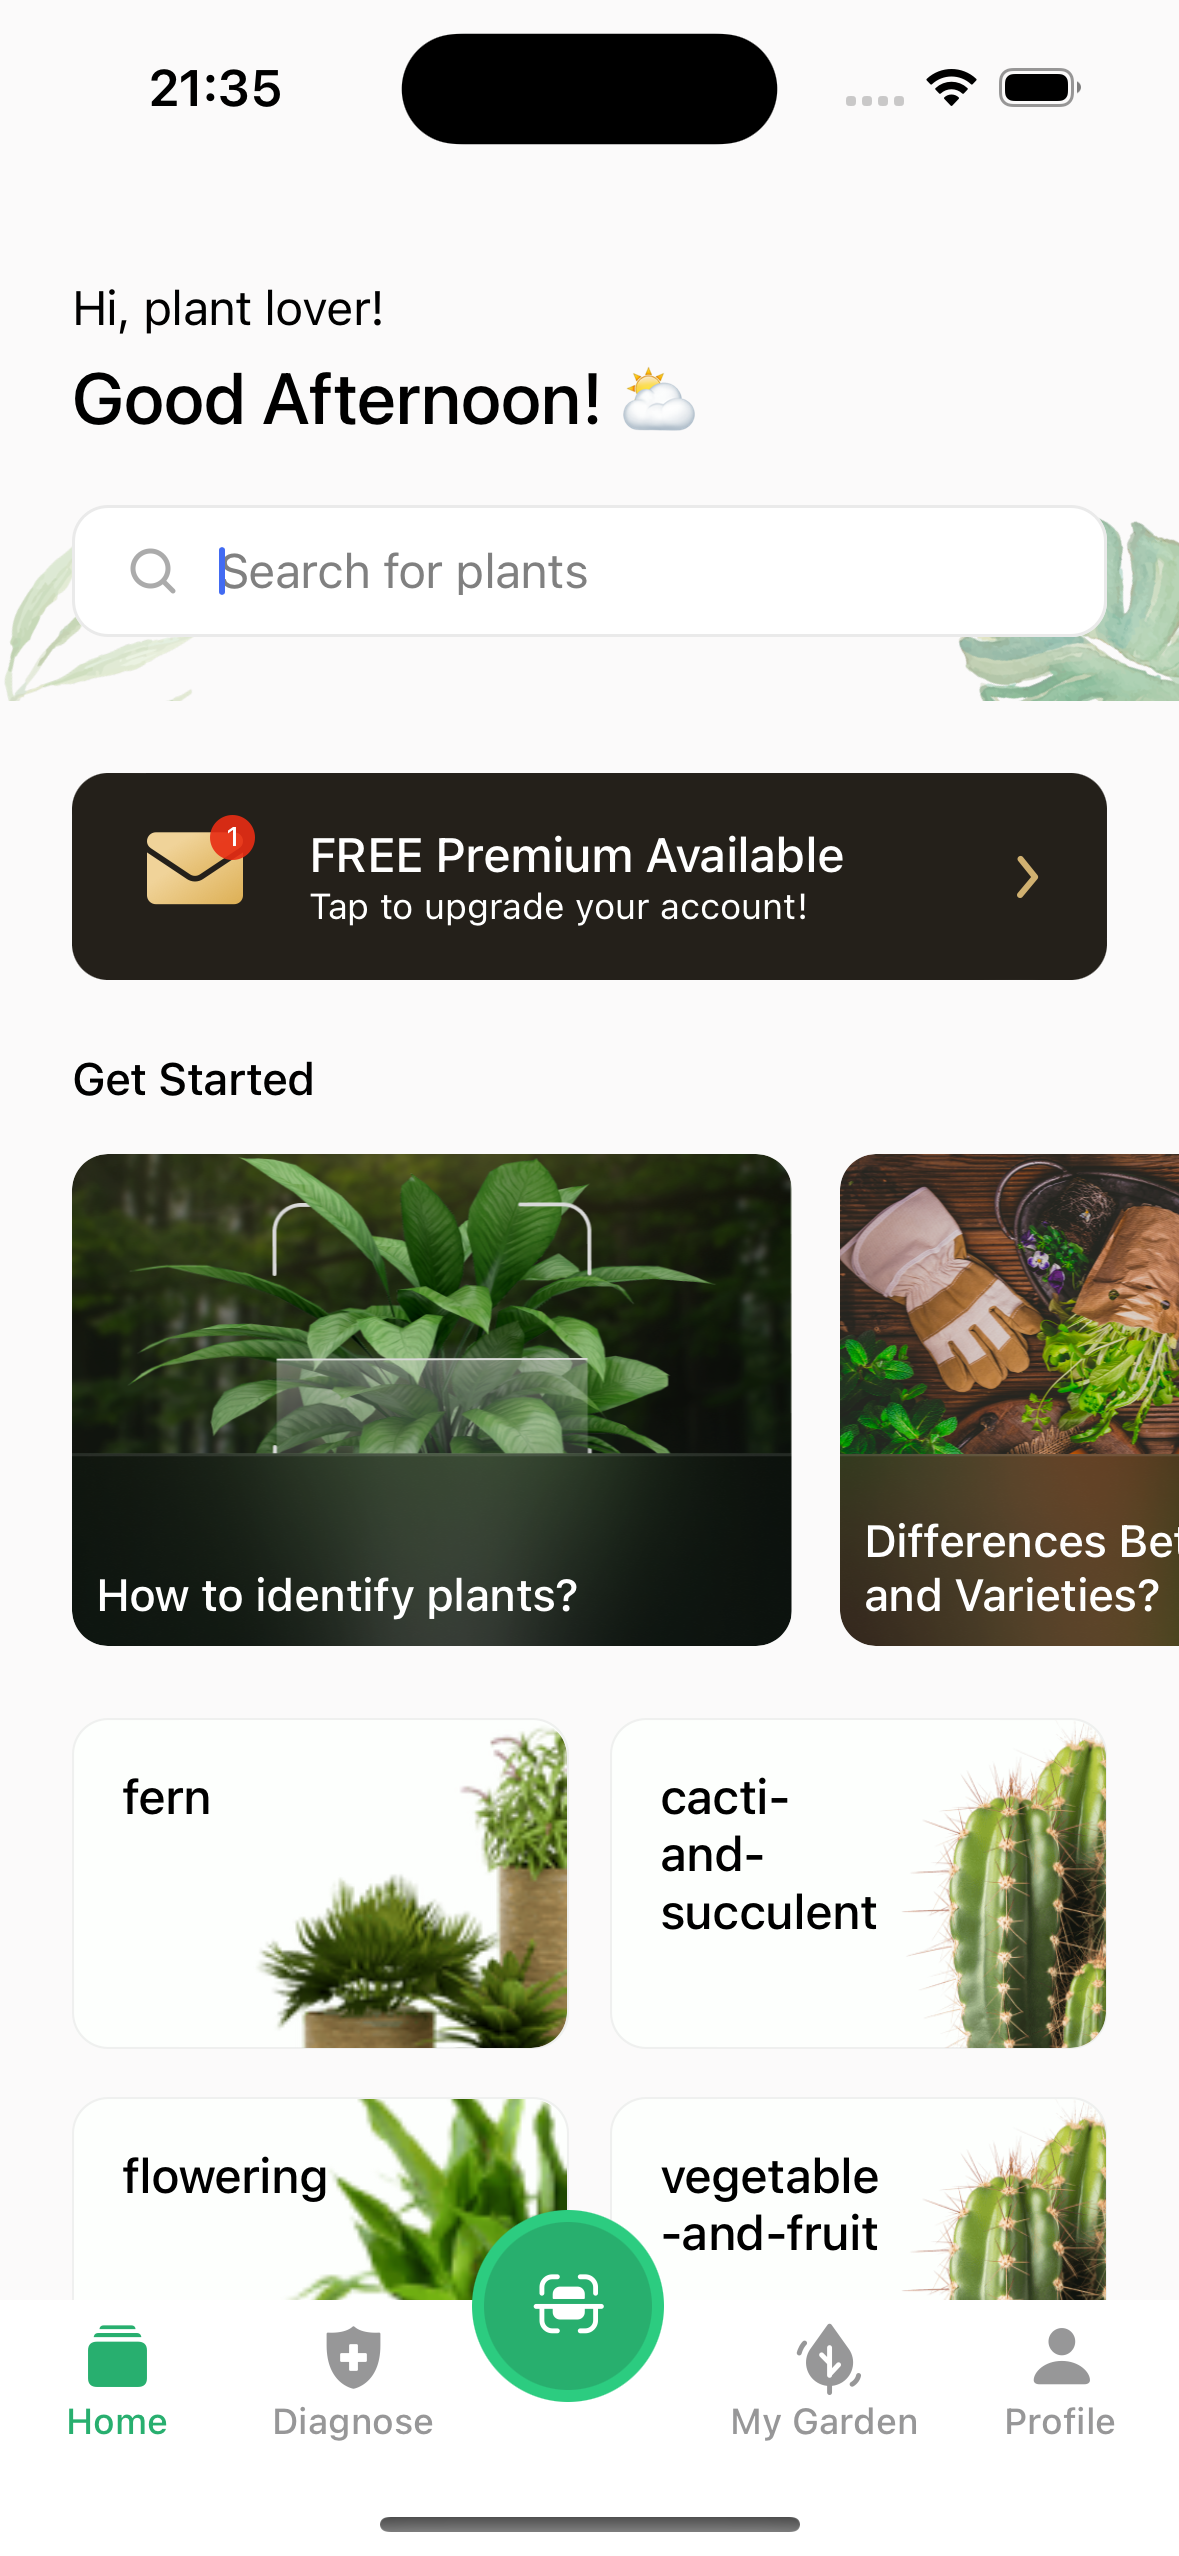 21:35
Hi, plant lover!
Good Afternoon!
Search for plants
1
FREE Premium Available
Tap to upgrade your account!
Get Started
How to identify plants?
Differences
and Varieties?
fern
cacti-
and-
succulent
flowering
vegetable
-and-fruit
Home
Diagnose
My Garden
Profile